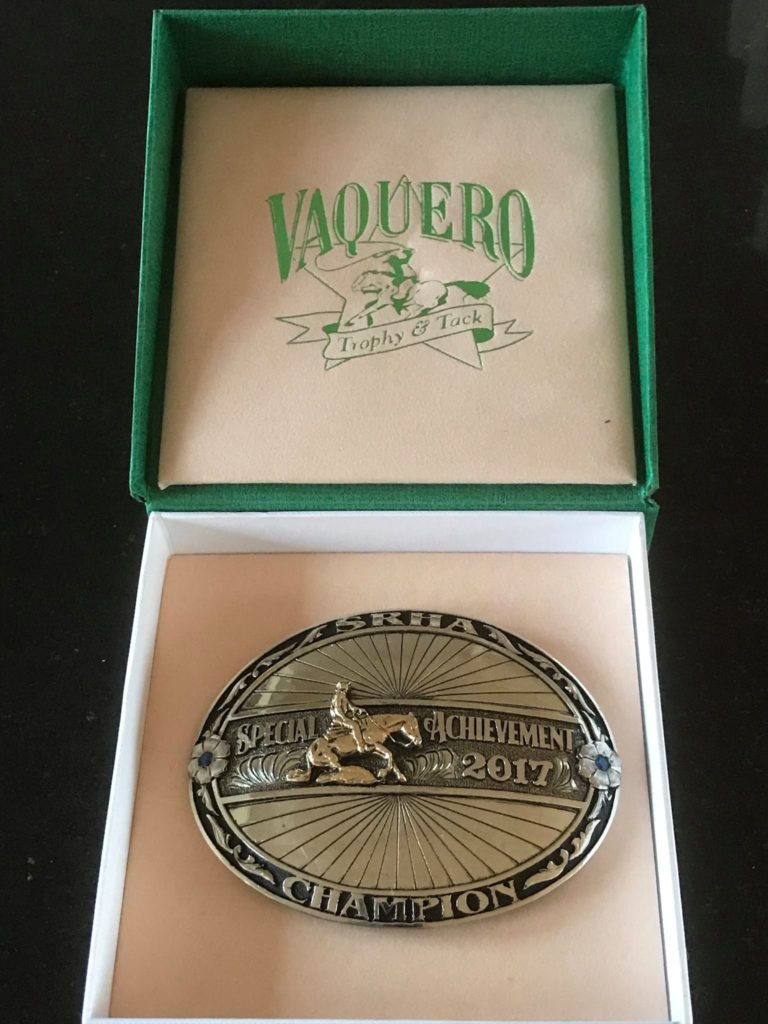 VAQUERO
Trophy & Tack
SRHA
SPECIAL ACHIEVEMENT
2017
CHAMPION